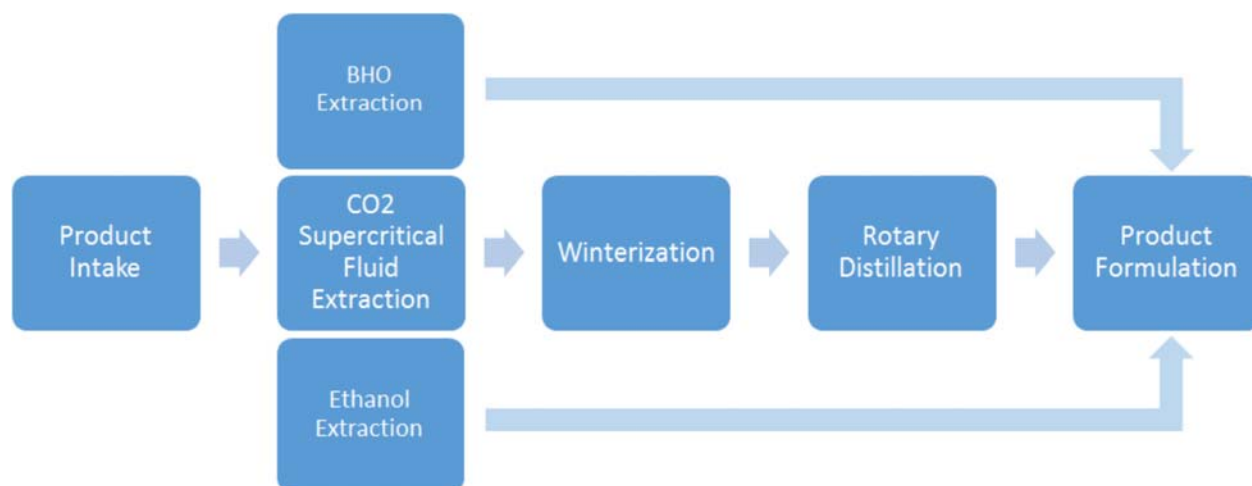 BHO
Extraction
Product
Intake
CO2
Supercritical
Fluid
Extraction
Winterization
Rotary
Distillation
Product
Formulation
Ethanol
Extraction